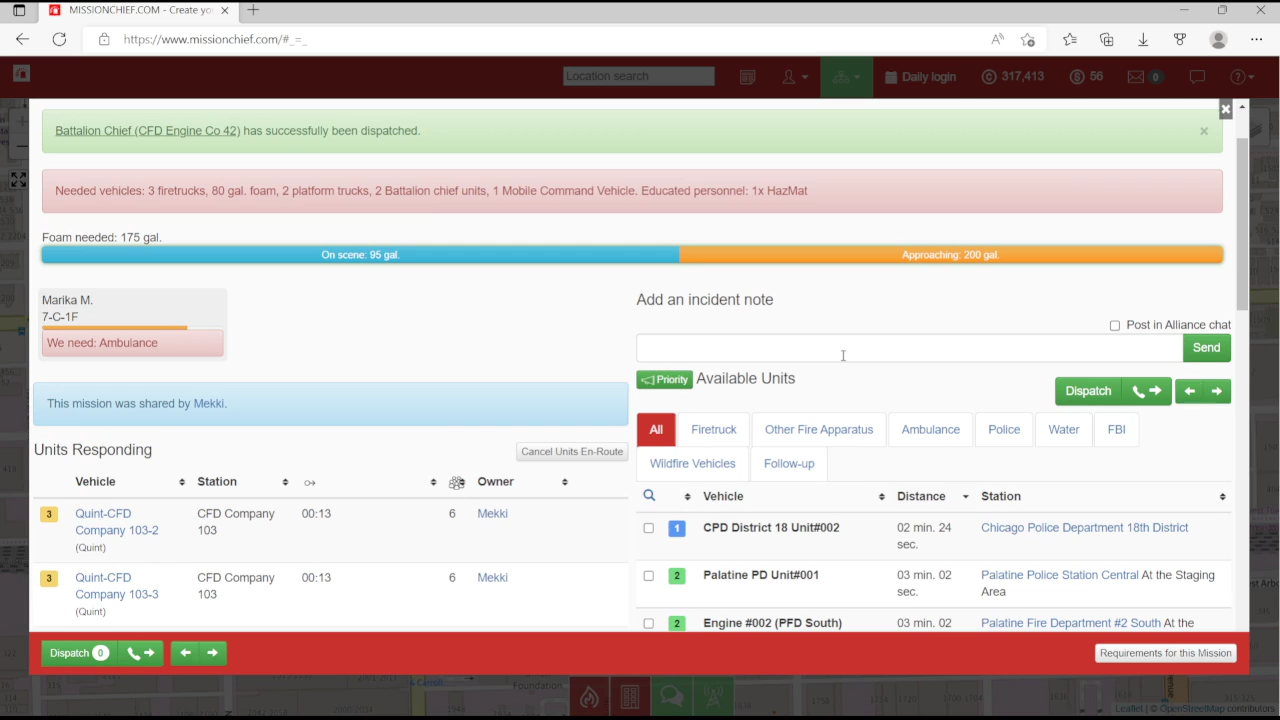 MISSIONCHIEF.COM - Create yo
https://www.missionchief.com/#_=_
Location search
Daily login
317,413
56
0
Battalion Chief (CFD Engine Co 42) has successfully been dispatched.
Needed vehicles: 3 firetrucks, 80 gal. foam, 2 platform trucks, 2 Battalion chief units, 1 Mobile Command Vehicle. Educated personnel: 1x HazMat
Foam needed: 175 gal.
On scene: 95 gal.
Approaching: 200 gal.
Marika M.
7-C-1F
We need: Ambulance
This mission was shared by Mekki.
Units Responding
Cancel Units En-Route
Vehicle Station Owner
3 Quint-CFD Company 103-2 (Quint) CFD Company 103 00:13 6 Mekki
3 Quint-CFD Company 103-3 (Quint) CFD Company 103 00:13 6 Mekki
Add an incident note
Post in Alliance chat
Send
Priority Available Units
Dispatch
All Firetruck Other Fire Apparatus Ambulance Police Water FBI
Wildfire Vehicles Follow-up
Vehicle Distance Station
1 CPD District 18 Unit#002 02 min. 24 sec. Chicago Police Department 18th District
2 Palatine PD Unit#001 03 min. 02 sec. Palatine Police Station Central At the Staging Area
2 Engine #002 (PFD South) 03 min. 02 Palatine Fire Department #2 South At the
Dispatch 0
Requirements for this Mission
Foundation
Leaflet | © OpenStreetMap contributors